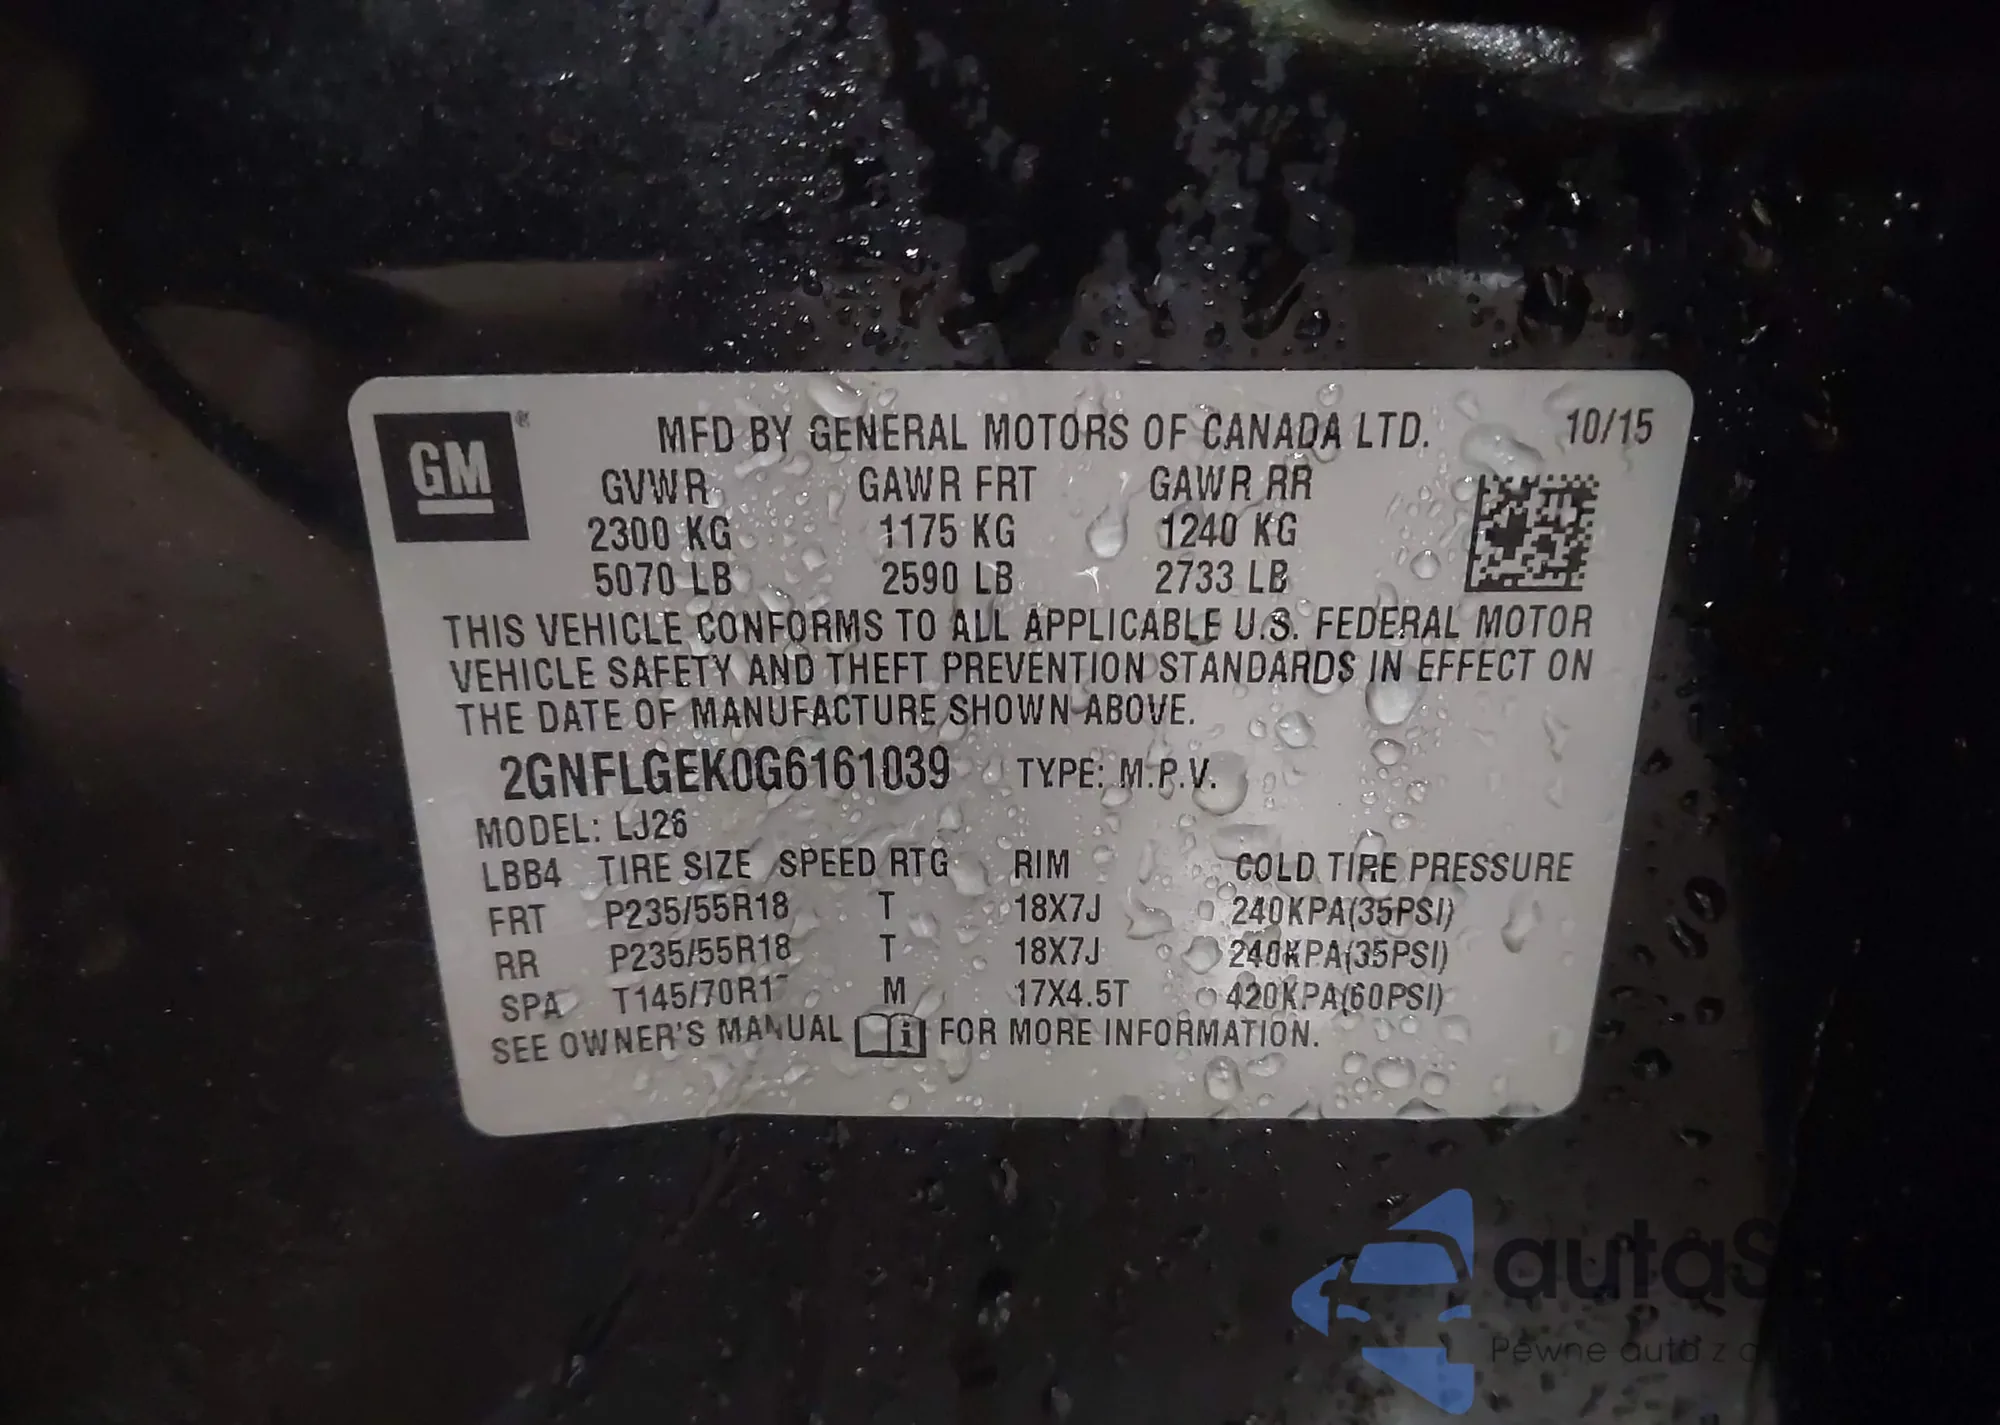 GM ® MFD BY GENERAL MOTORS OF CANADA LTD. 10/15
GVWR GAWR FRT GAWR RR
2300 KG 1175 KG 1240 KG
5070 LB 2590 LB 2733 LB
THIS VEHICLE CONFORMS TO ALL APPLICABLE U.S. FEDERAL MOTOR
VEHICLE SAFETY AND THEFT PREVENTION STANDARDS IN EFFECT ON
THE DATE OF MANUFACTURE SHOWN ABOVE.
2GNFLGEK0G6161039 TYPE: M.P.V.
MODEL: LJ26
LBB4 TIRE SIZE SPEED RTG RIM COLD TIRE PRESSURE
FRT P235/55R18 T 18X7J 240KPA(35PSI)
RR P235/55R18 T 18X7J 240KPA(35PSI)
SPA T145/70R17 M 17X4.5T 420KPA(60PSI)
SEE OWNER'S MANUAL i FOR MORE INFORMATION.
Pewne auto z